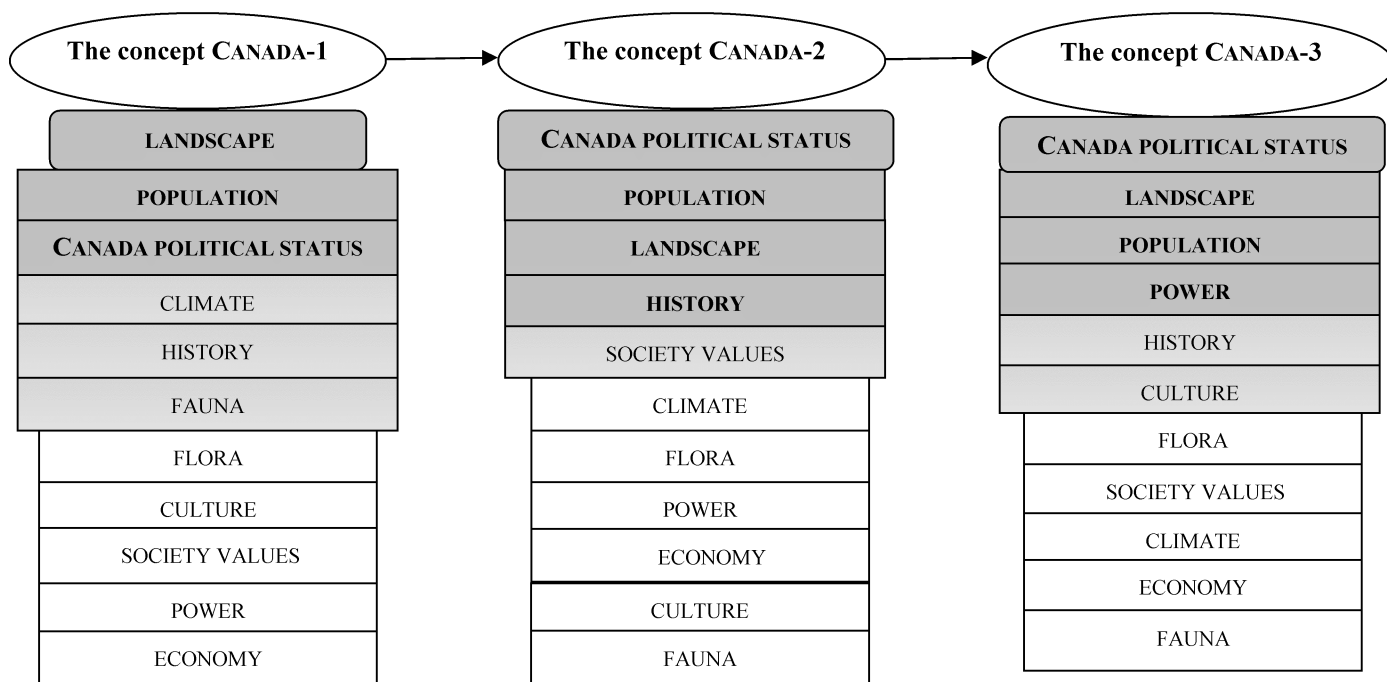 The concept CANADA-1
LANDSCAPE
POPULATION
CANADA POLITICAL STATUS
CLIMATE
HISTORY
FAUNA
FLORA
CULTURE
SOCIETY VALUES
POWER
ECONOMY
The concept CANADA-2
CANADA POLITICAL STATUS
POPULATION
LANDSCAPE
HISTORY
SOCIETY VALUES
CLIMATE
FLORA
POWER
ECONOMY
CULTURE
FAUNA
The concept CANADA-3
CANADA POLITICAL STATUS
LANDSCAPE
POPULATION
POWER
HISTORY
CULTURE
FLORA
SOCIETY VALUES
CLIMATE
ECONOMY
FAUNA